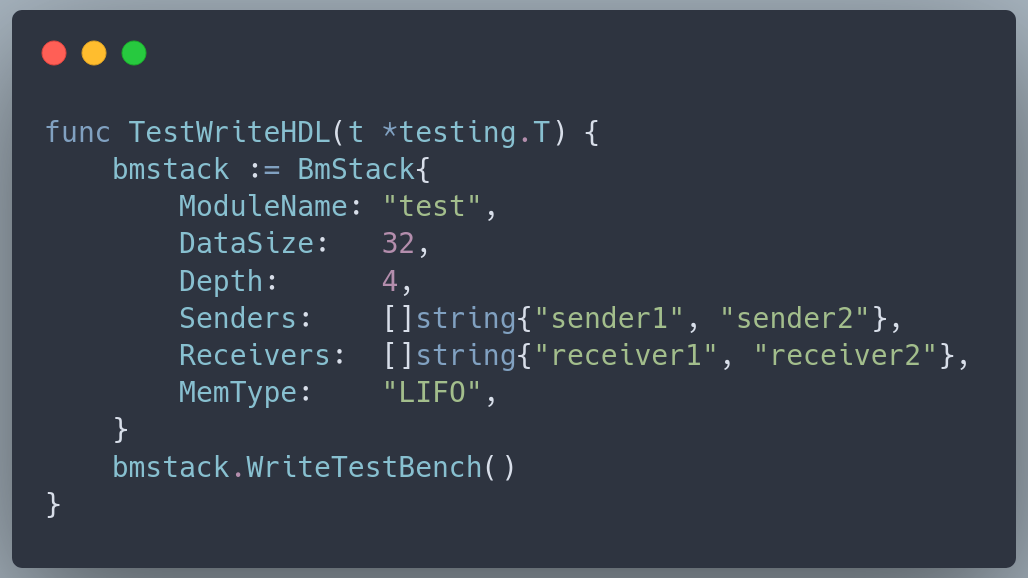 func TestWriteHDL(t *testing.T) {
    bmstack := BmStack{
        ModuleName: "test",
        DataSize:   32,
        Depth:      4,
        Senders:    []string{"sender1", "sender2"},
        Receivers:  []string{"receiver1", "receiver2"},
        MemType:    "LIFO",
    }
    bmstack.WriteTestBench()
}